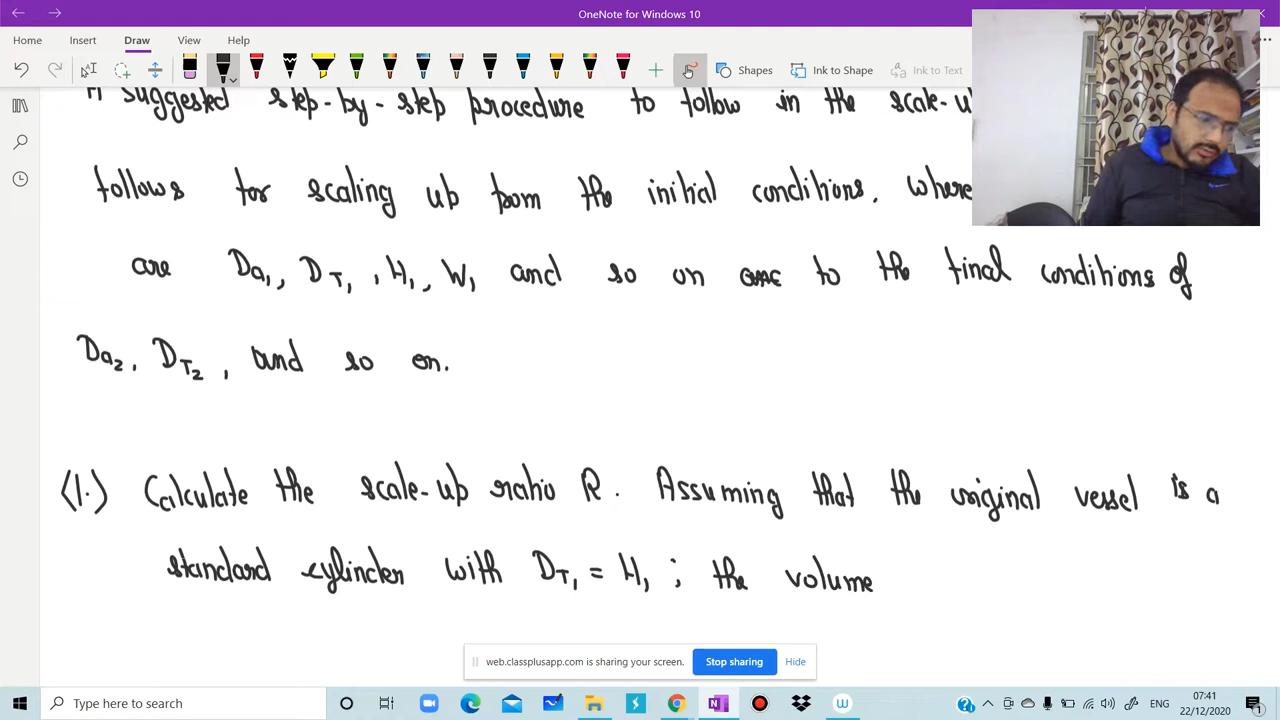 OneNote for Windows 10
Home Insert Draw View Help
Shapes Ink to Shape Ink to Text
A suggested step-by-step procedure to follow in the
follows for scaling up from the initial conditions. Where
are Da1, DT1, H1, W1 and so on to the final conditions of
Da2, DT2, and so on.
(1.) Calculate the scale-up ratio R. Assuming that the original vessel is a
standard cylinder with DT1 = H1; the volume
web.classplusapp.com is sharing your screen. Stop sharing Hide
Type here to search
ENG
07:41
22/12/2020